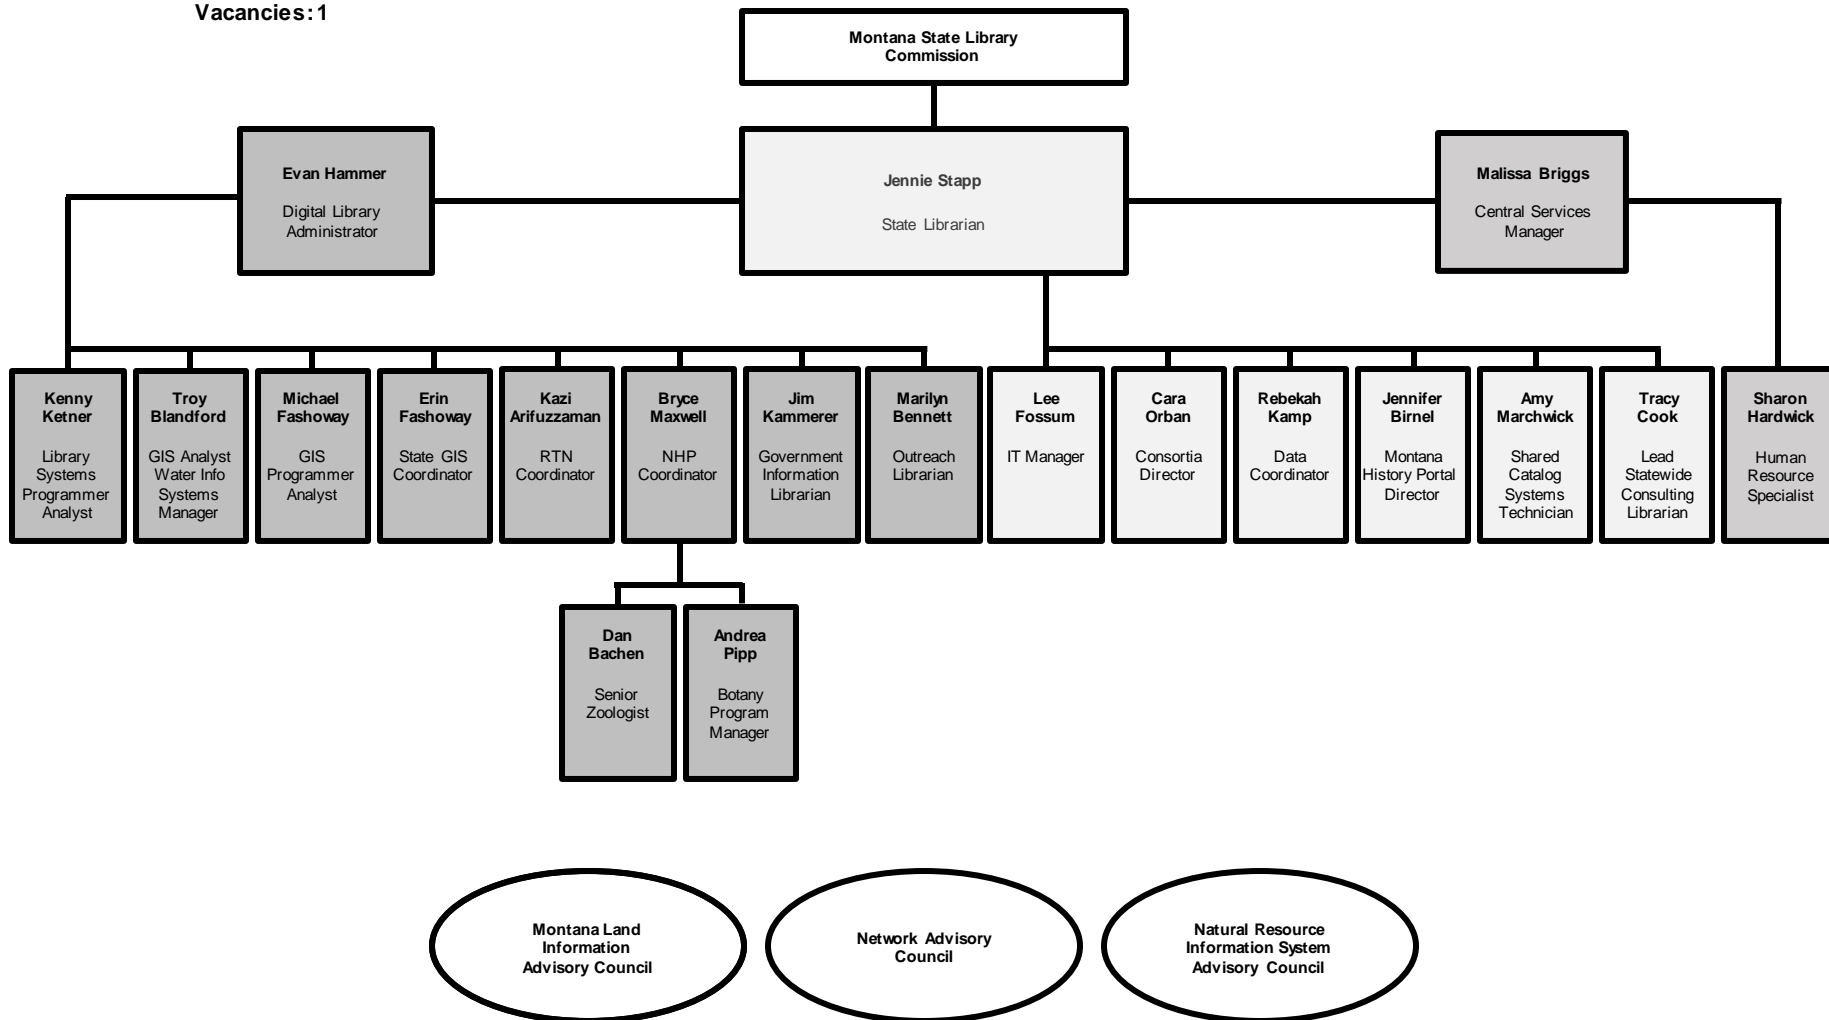 Vacancies: 1
Montana State Library
Commission
Evan Hammer
Digital Library
Administrator
Jennie Stapp
State Librarian
Malissa Briggs
Central Services
Manager
Kenny
Ketner
Library
Systems
Programmer
Analyst
Troy
Blandford
GIS Analyst
Water Info
Systems
Manager
Michael
Fashoway
GIS
Programmer
Analyst
Erin
Fashoway
State GIS
Coordinator
Kazi
Arifuzzaman
RTN
Coordinator
Bryce
Maxwell
NHP
Coordinator
Jim
Kammerer
Government
Information
Librarian
Marilyn
Bennett
Outreach
Librarian
Lee
Fossum
IT Manager
Cara
Orban
Consortia
Director
Rebekah
Kamp
Data
Coordinator
Jennifer
Birnel
Montana
History Portal
Director
Amy
Marchwick
Shared
Catalog
Systems
Technician
Tracy
Cook
Lead
Statewide
Consulting
Librarian
Sharon
Hardwick
Human
Resource
Specialist
Dan
Bachen
Senior
Zoologist
Andrea
Pipp
Botany
Program
Manager
Montana Land
Information
Advisory Council
Network Advisory
Council
Natural Resource
Information System
Advisory Council